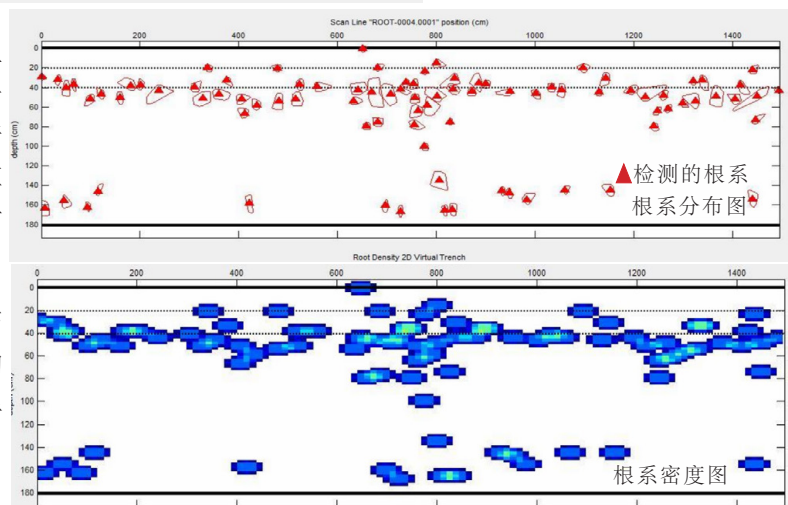 Scan Line "ROOT-0004.0001" position (cm)
0 200 400 600 800 1000 1200 1400
0
20
40
60
80
100
120
140
160
180
depth (cm)
检测的根系
根系分布图
Root Density 2D Virtual Trench
0 200 400 600 800 1000 1200 1400
0
20
40
60
80
100
120
140
160
180
depth (cm)
根系密度图